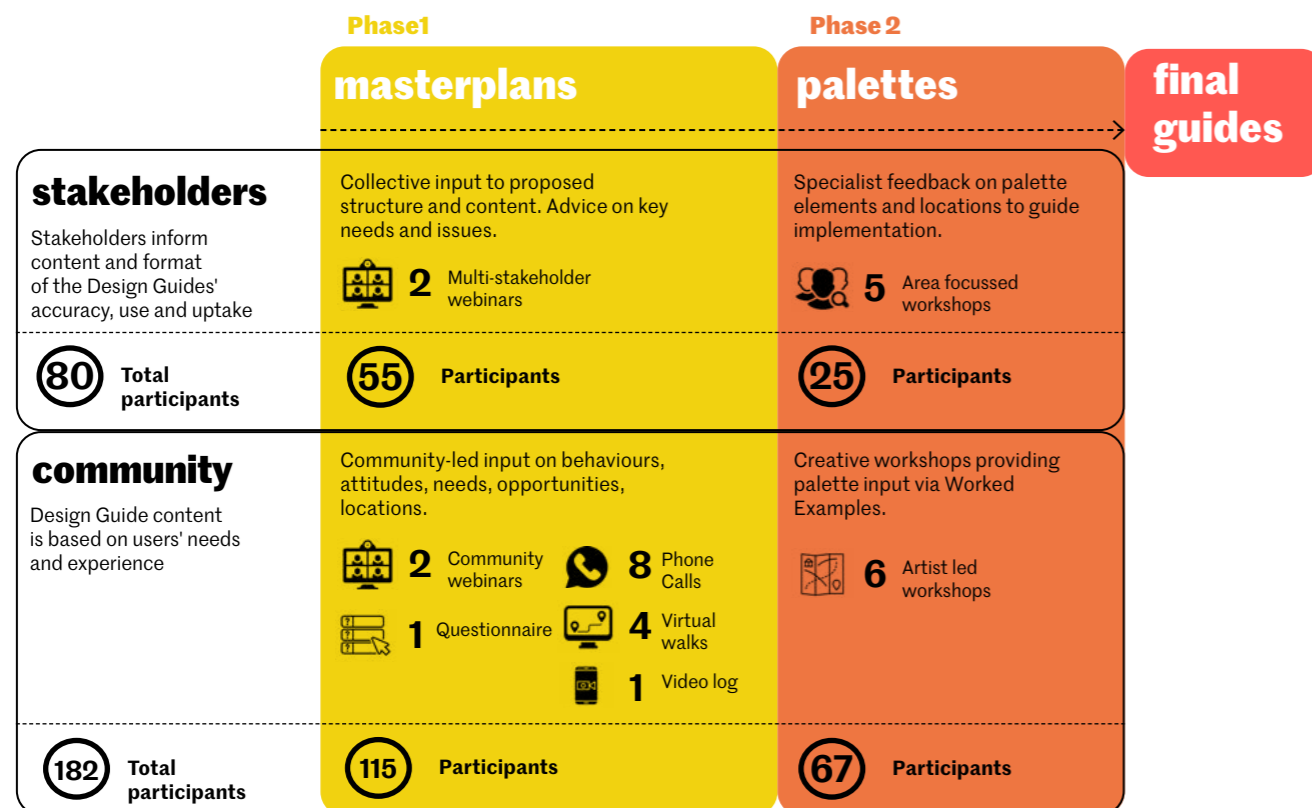 Phase1
Phase 2
masterplans
palettes
final
guides
stakeholders
Stakeholders inform
content and format
of the Design Guides'
accuracy, use and uptake
Collective input to proposed
structure and content. Advice on key
needs and issues.
2 Multi-stakeholder
webinars
Specialist feedback on palette
elements and locations to guide
implementation.
5 Area focussed
workshops
80 Total
participants
55 Participants
25 Participants
community
Design Guide content
is based on users' needs
and experience
Community-led input on behaviours,
attitudes, needs, opportunities,
locations.
2 Community
webinars
8 Phone
Calls
1 Questionnaire
4 Virtual
walks
1 Video log
Creative workshops providing
palette input via Worked
Examples.
6 Artist led
workshops
182 Total
participants
115 Participants
67 Participants